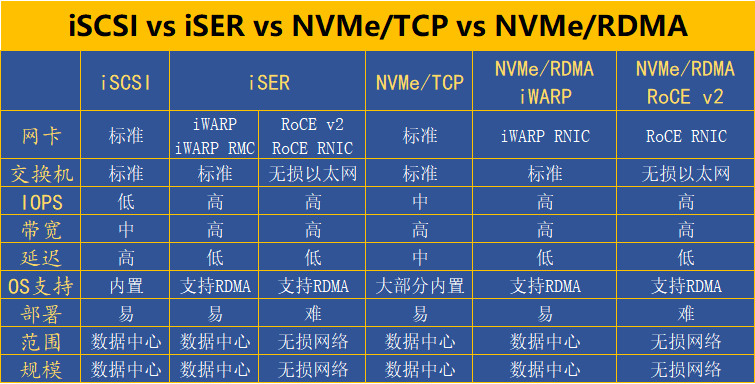 iSCSI vs iSER vs NVMe/TCP vs NVMe/RDMA
iSCSI iSER NVMe/TCP NVMe/RDMA iWARP NVMe/RDMA RoCE v2
网卡 标准 iWARP iWARP RMC RoCE v2 RoCE RNIC 标准 iWARP RNIC RoCE RNIC
交换机 标准 标准 无损以太网 标准 标准 无损以太网
IOPS 低 高 高 中 高 高
带宽 中 高 高 中 高 高
延迟 高 低 低 中 低 低
OS支持 内置 支持RDMA 支持RDMA 大部分内置 支持RDMA 支持RDMA
部署 易 易 难 易 易 难
范围 数据中心 数据中心 无损网络 数据中心 数据中心 无损网络
规模 数据中心 数据中心 无损网络 数据中心 数据中心 无损网络